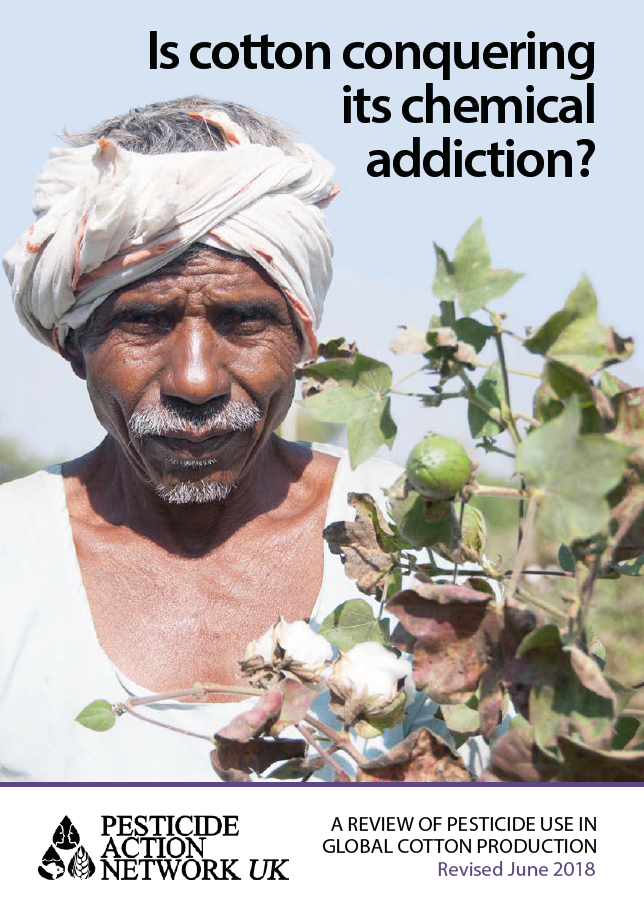 Is cotton conquering
its chemical
addiction?
PESTICIDE
ACTION
NETWORK UK
A REVIEW OF PESTICIDE USE IN
GLOBAL COTTON PRODUCTION
Revised June 2018